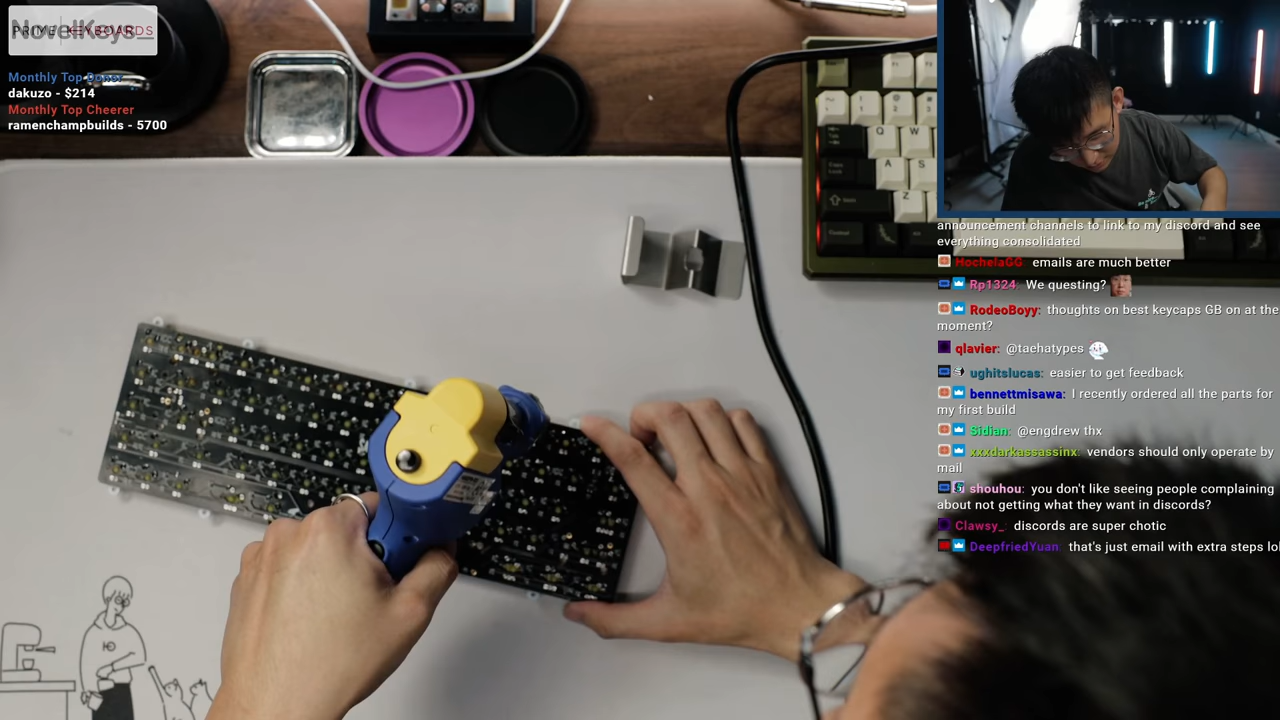 NovelKeys_
PRIME KEYBOARDS
Monthly Top Donor
dakuzo - $214
Monthly Top Cheerer
ramenchampbuilds - 5700
announcement channels to link to my discord and see
everything consolidated
HochelaGG emails are much better
Rp1324: We questing?
RodeoBoyy: thoughts on best keycaps GB on at the
moment?
qlavier: @taehatypes
ughitslucas: easier to get feedback
bennettmisawa: I recently ordered all the parts for
my first build
Sidian: @engdrew thx
xxxdarkassassinx: vendors should only operate by
mail
shouhou: you don't like seeing people complaining
about not getting what they want in discords?
Clawsy_: discords are super chotic
DeepfriedYuan: that's just email with extra steps lol
Q W
A S
Z